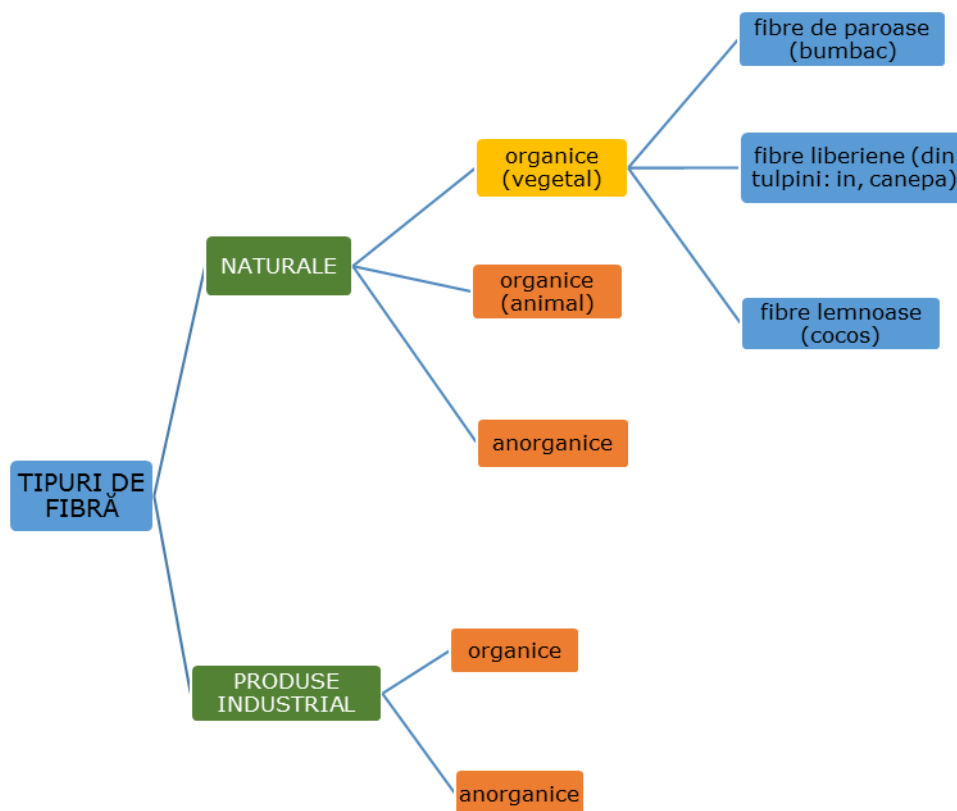 fibre de paroase
(bumbac)
organice
(vegetal)
fibre liberiene (din
tulpini: in, canepa)
NATURALE
organice
(animal)
fibre lemnoase
(cocos)
anorganice
TIPURI DE
FIBRĂ
organice
PRODUSE
INDUSTRIAL
anorganice